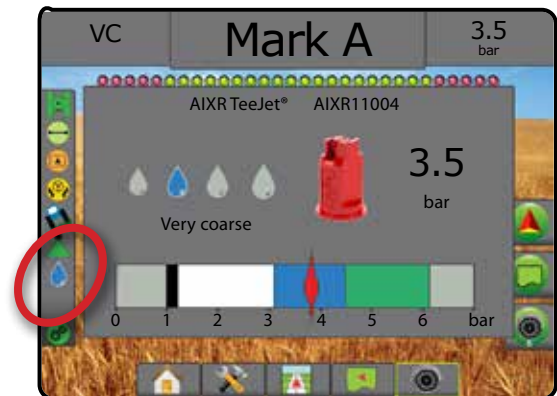 VC Mark A 3.5
bar
AIXR TeeJet® AIXR11004
3.5
bar
Very coarse
0 1 2 3 4 5 6 bar